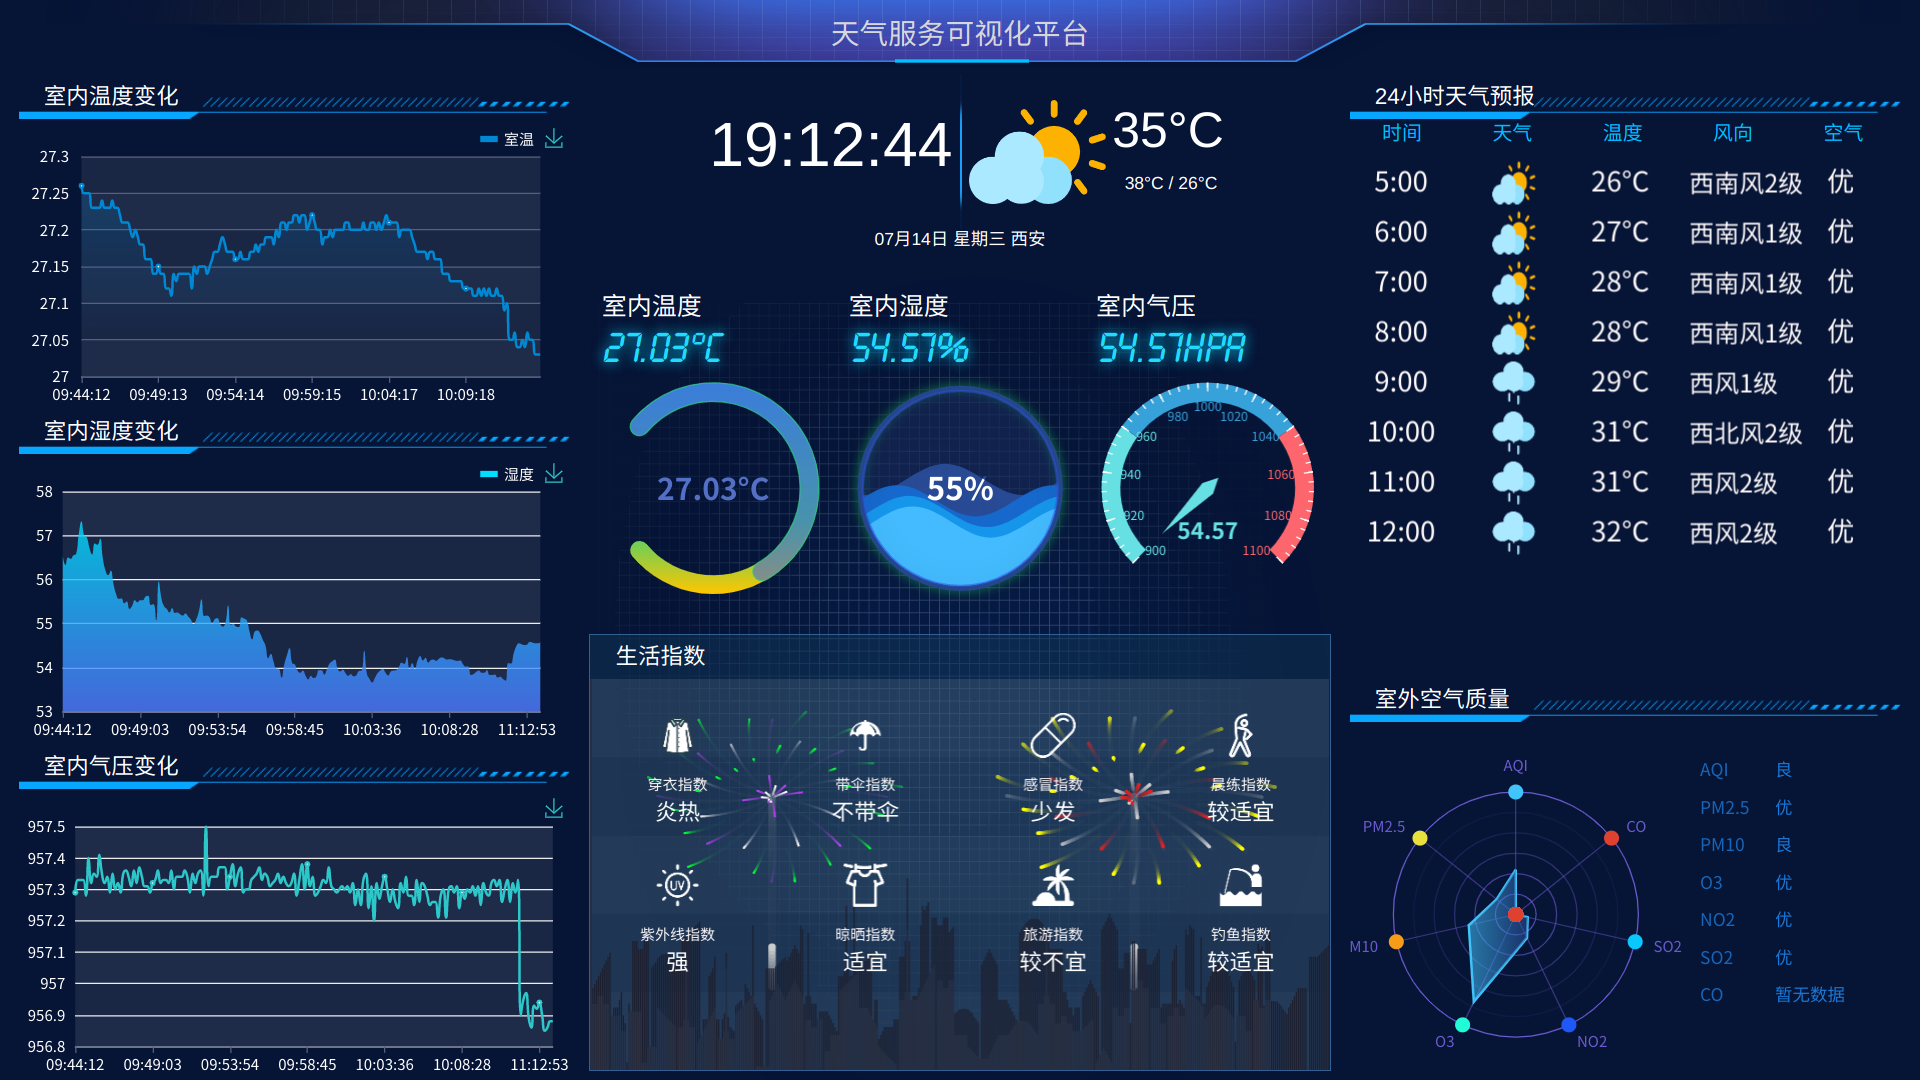 天气服务可视化平台
室内温度变化
室温
27.3
27.25
27.2
27.15
27.1
27.05
27
09:44:12 09:49:13 09:54:14 09:59:15 10:04:17 10:09:18
室内湿度变化
湿度
58
57
56
55
54
53
09:44:12 09:49:03 09:53:54 09:58:45 10:03:36 10:08:28 11:12:53
室内气压变化
957.5
957.4
957.3
957.2
957.1
957
956.9
956.8
09:44:12 09:49:03 09:53:54 09:58:45 10:03:36 10:08:28 11:12:53
19:12:44
35°C
38°C / 26°C
07月14日 星期三 西安
室内温度
27.03°C
27.03°C
室内湿度
54.57%
55%
室内气压
54.57HPA
900
920
940
960
980
1000
1020
1040
1060
1080
1100
54.57
生活指数
穿衣指数 带伞指数 感冒指数 晨练指数
炎热 不带伞 少发 较适宜
UV
紫外线指数 晾晒指数 旅游指数 钓鱼指数
强 适宜 较不宜 较适宜
24小时天气预报
时间 天气 温度 风向 空气
5:00 26°C 西南风2级 优
6:00 27°C 西南风1级 优
7:00 28°C 西南风1级 优
8:00 28°C 西南风1级 优
9:00 29°C 西风1级 优
10:00 31°C 西北风2级 优
11:00 31°C 西风2级 优
12:00 32°C 西风2级 优
室外空气质量
AQI
PM2.5
CO
M10
SO2
O3
NO2
AQI 良
PM2.5 优
PM10 良
O3 优
NO2 优
SO2 优
CO 暂无数据